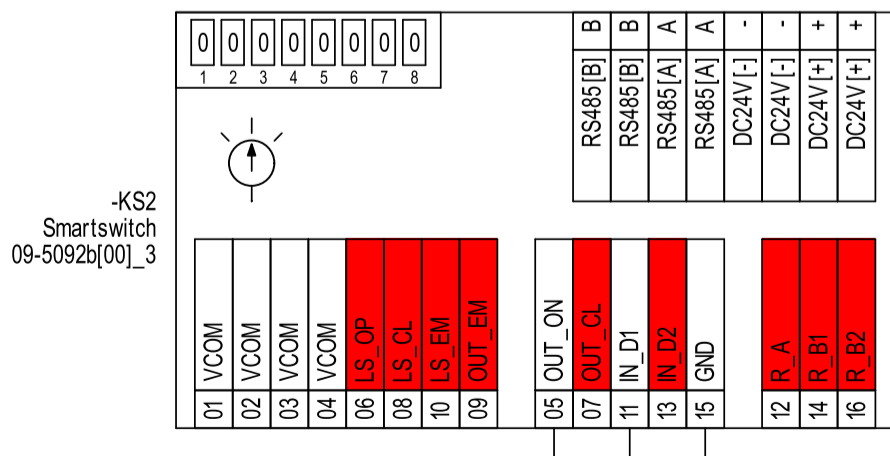 0 0 0 0 0 0 0 0
1 2 3 4 5 6 7 8
B B A A - - + +
RS485[B] RS485[B] RS485[A] RS485[A] DC24V[-] DC24V[-] DC24V[+] DC24V[+]
-KS2
Smartswitch
09-5092b[00]_3
VCOM VCOM VCOM VCOM LS_OP LS_CL LS_EM OUT_EM OUT_ON OUT_CL IN_D1 IN_D2 GND R_A R_B1 R_B2
01 02 03 04 06 08 10 09 05 07 11 13 15 12 14 16